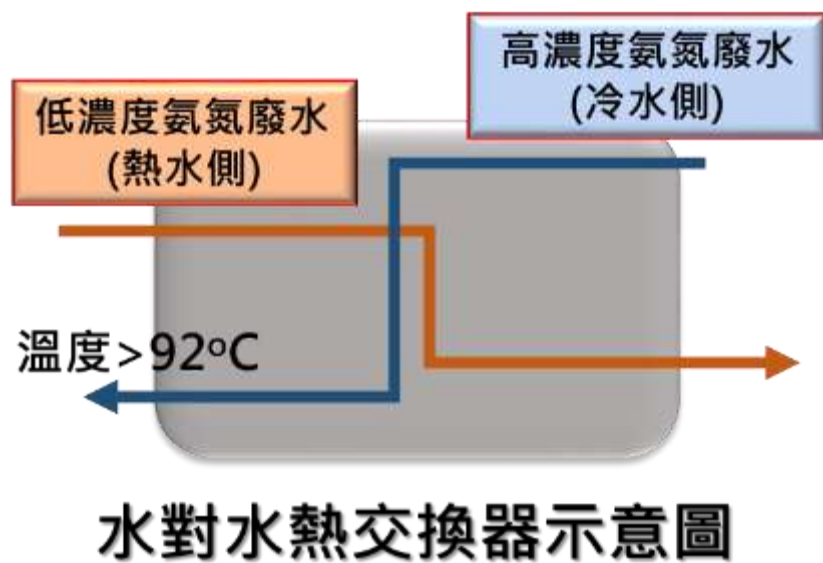 高濃度氨氮廢水
(冷水側)
低濃度氨氮廢水
(熱水側)
溫度>92ºC
水對水熱交換器示意圖